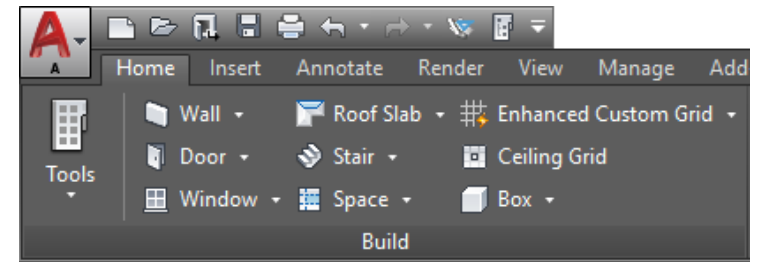 A
Home Insert Annotate Render View Manage Add
Wall Roof Slab Enhanced Custom Grid
Door Stair Ceiling Grid
Tools
Window Space Box
Build